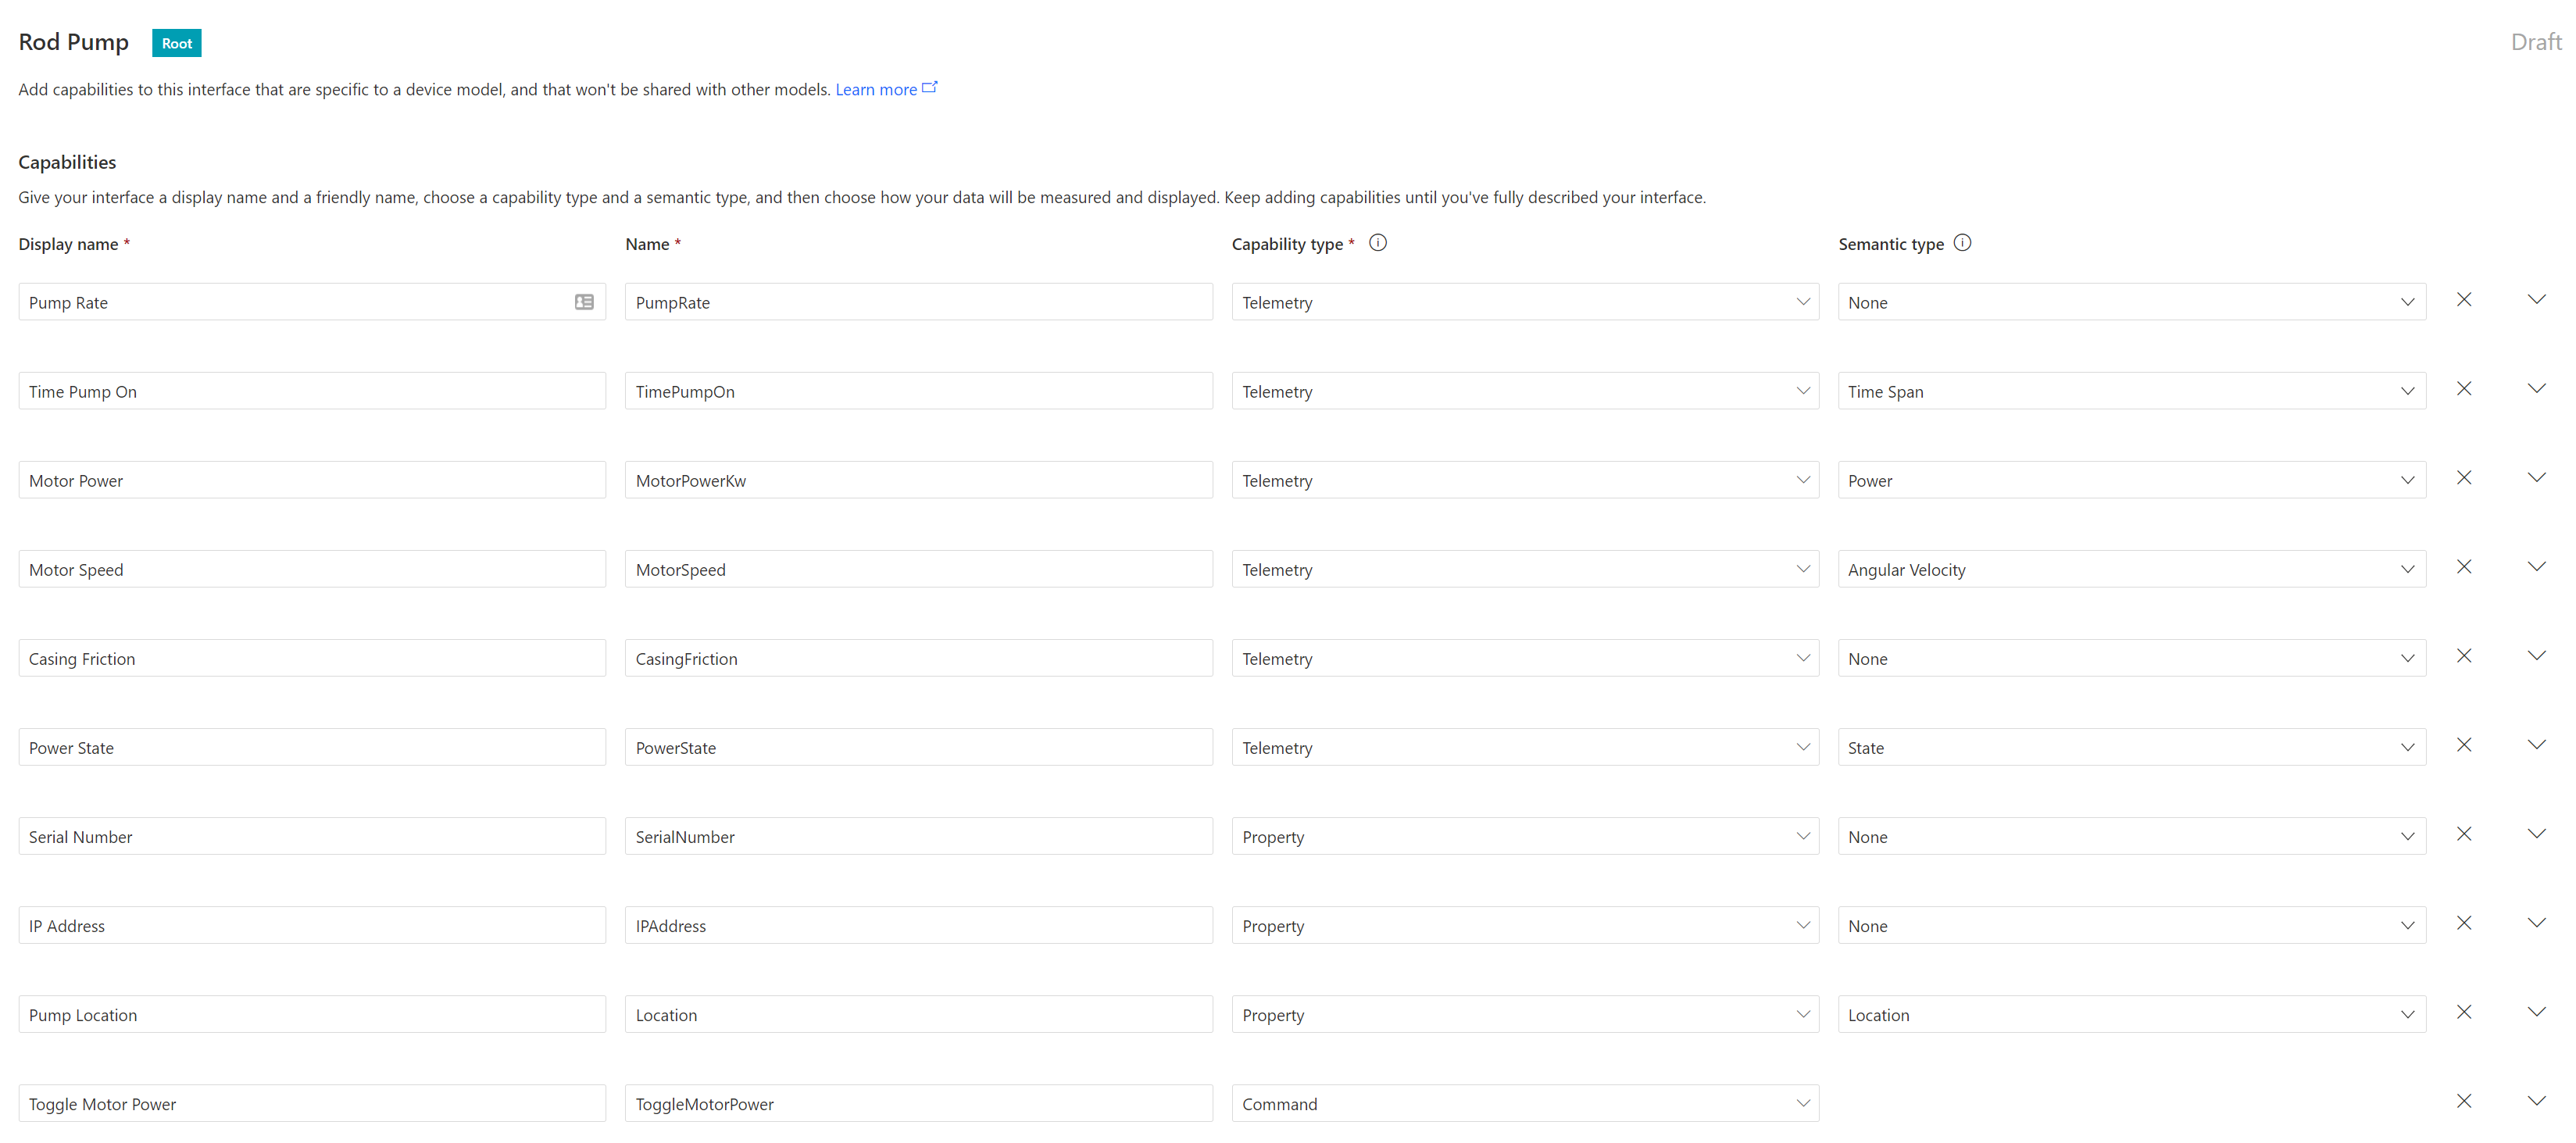 Rod Pump Root Draft
Add capabilities to this interface that are specific to a device model, and that won't be shared with other models. Learn more
Capabilities
Give your interface a display name and a friendly name, choose a capability type and a semantic type, and then choose how your data will be measured and displayed. Keep adding capabilities until you've fully described your interface.
Display name * Name * Capability type * Semantic type
Pump Rate PumpRate Telemetry None
Time Pump On TimePumpOn Telemetry Time Span
Motor Power MotorPowerKw Telemetry Power
Motor Speed MotorSpeed Telemetry Angular Velocity
Casing Friction CasingFriction Telemetry None
Power State PowerState Telemetry State
Serial Number SerialNumber Property None
IP Address IPAddress Property None
Pump Location Location Property Location
Toggle Motor Power ToggleMotorPower Command